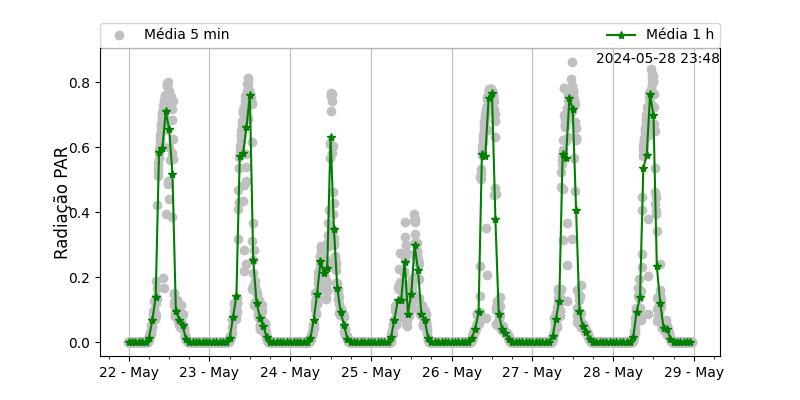 Média 5 min
Média 1 h
2024-05-28 23:48
Radiação PAR
0.8
0.6
0.4
0.2
0.0
22 - May
23 - May
24 - May
25 - May
26 - May
27 - May
28 - May
29 - May